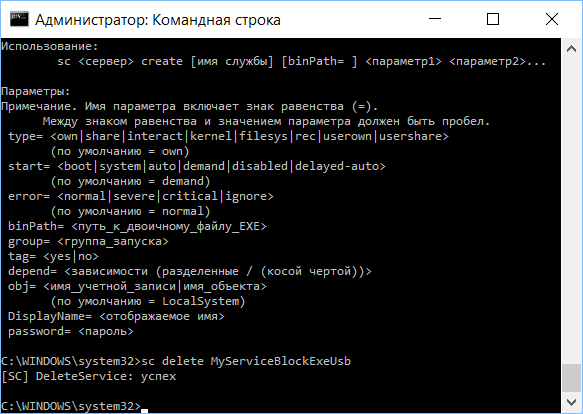 Администратор: Командная строка
Использование:
sc <сервер> create [имя службы] [binPath= ] <параметр1> <параметр2>...
Параметры:
Примечание. Имя параметра включает знак равенства (=).
Между знаком равенства и значением параметра должен быть пробел.
type= <own|share|interact|kernel|filesys|rec|userown|usershare>
(по умолчанию = own)
start= <boot|system|auto|demand|disabled|delayed-auto>
(по умолчанию = demand)
error= <normal|severe|critical|ignore>
(по умолчанию = normal)
binPath= <путь_к_двоичному_файлу_EXE>
group= <группа_запуска>
tag= <yes|no>
depend= <зависимости (разделенные / (косой чертой))>
obj= <имя_учетной_записи|имя_объекта>
(по умолчанию = LocalSystem)
DisplayName= <отображаемое имя>
password= <пароль>
C:\WINDOWS\system32>sc delete MyServiceBlockExeUsb
[SC] DeleteService: успех
C:\WINDOWS\system32>